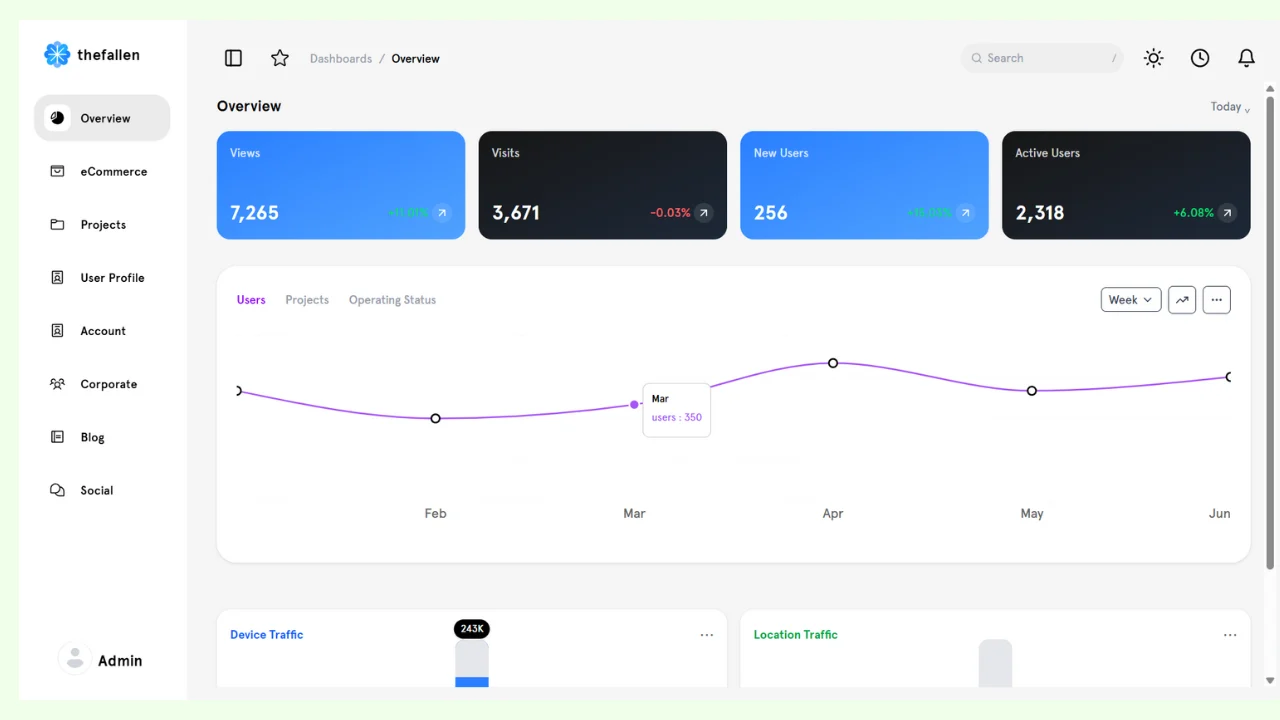 thefallen
Dashboards / Overview
Search /
Overview
eCommerce
Projects
User Profile
Account
Corporate
Blog
Social
Admin
Overview
Today
Views
7,265
+11.01%
Visits
3,671
-0.03%
New Users
256
Active Users
2,318
+6.08%
Users Projects Operating Status
Week
Mar
users : 350
Feb Mar Apr May Jun
Device Traffic
243K
Location Traffic